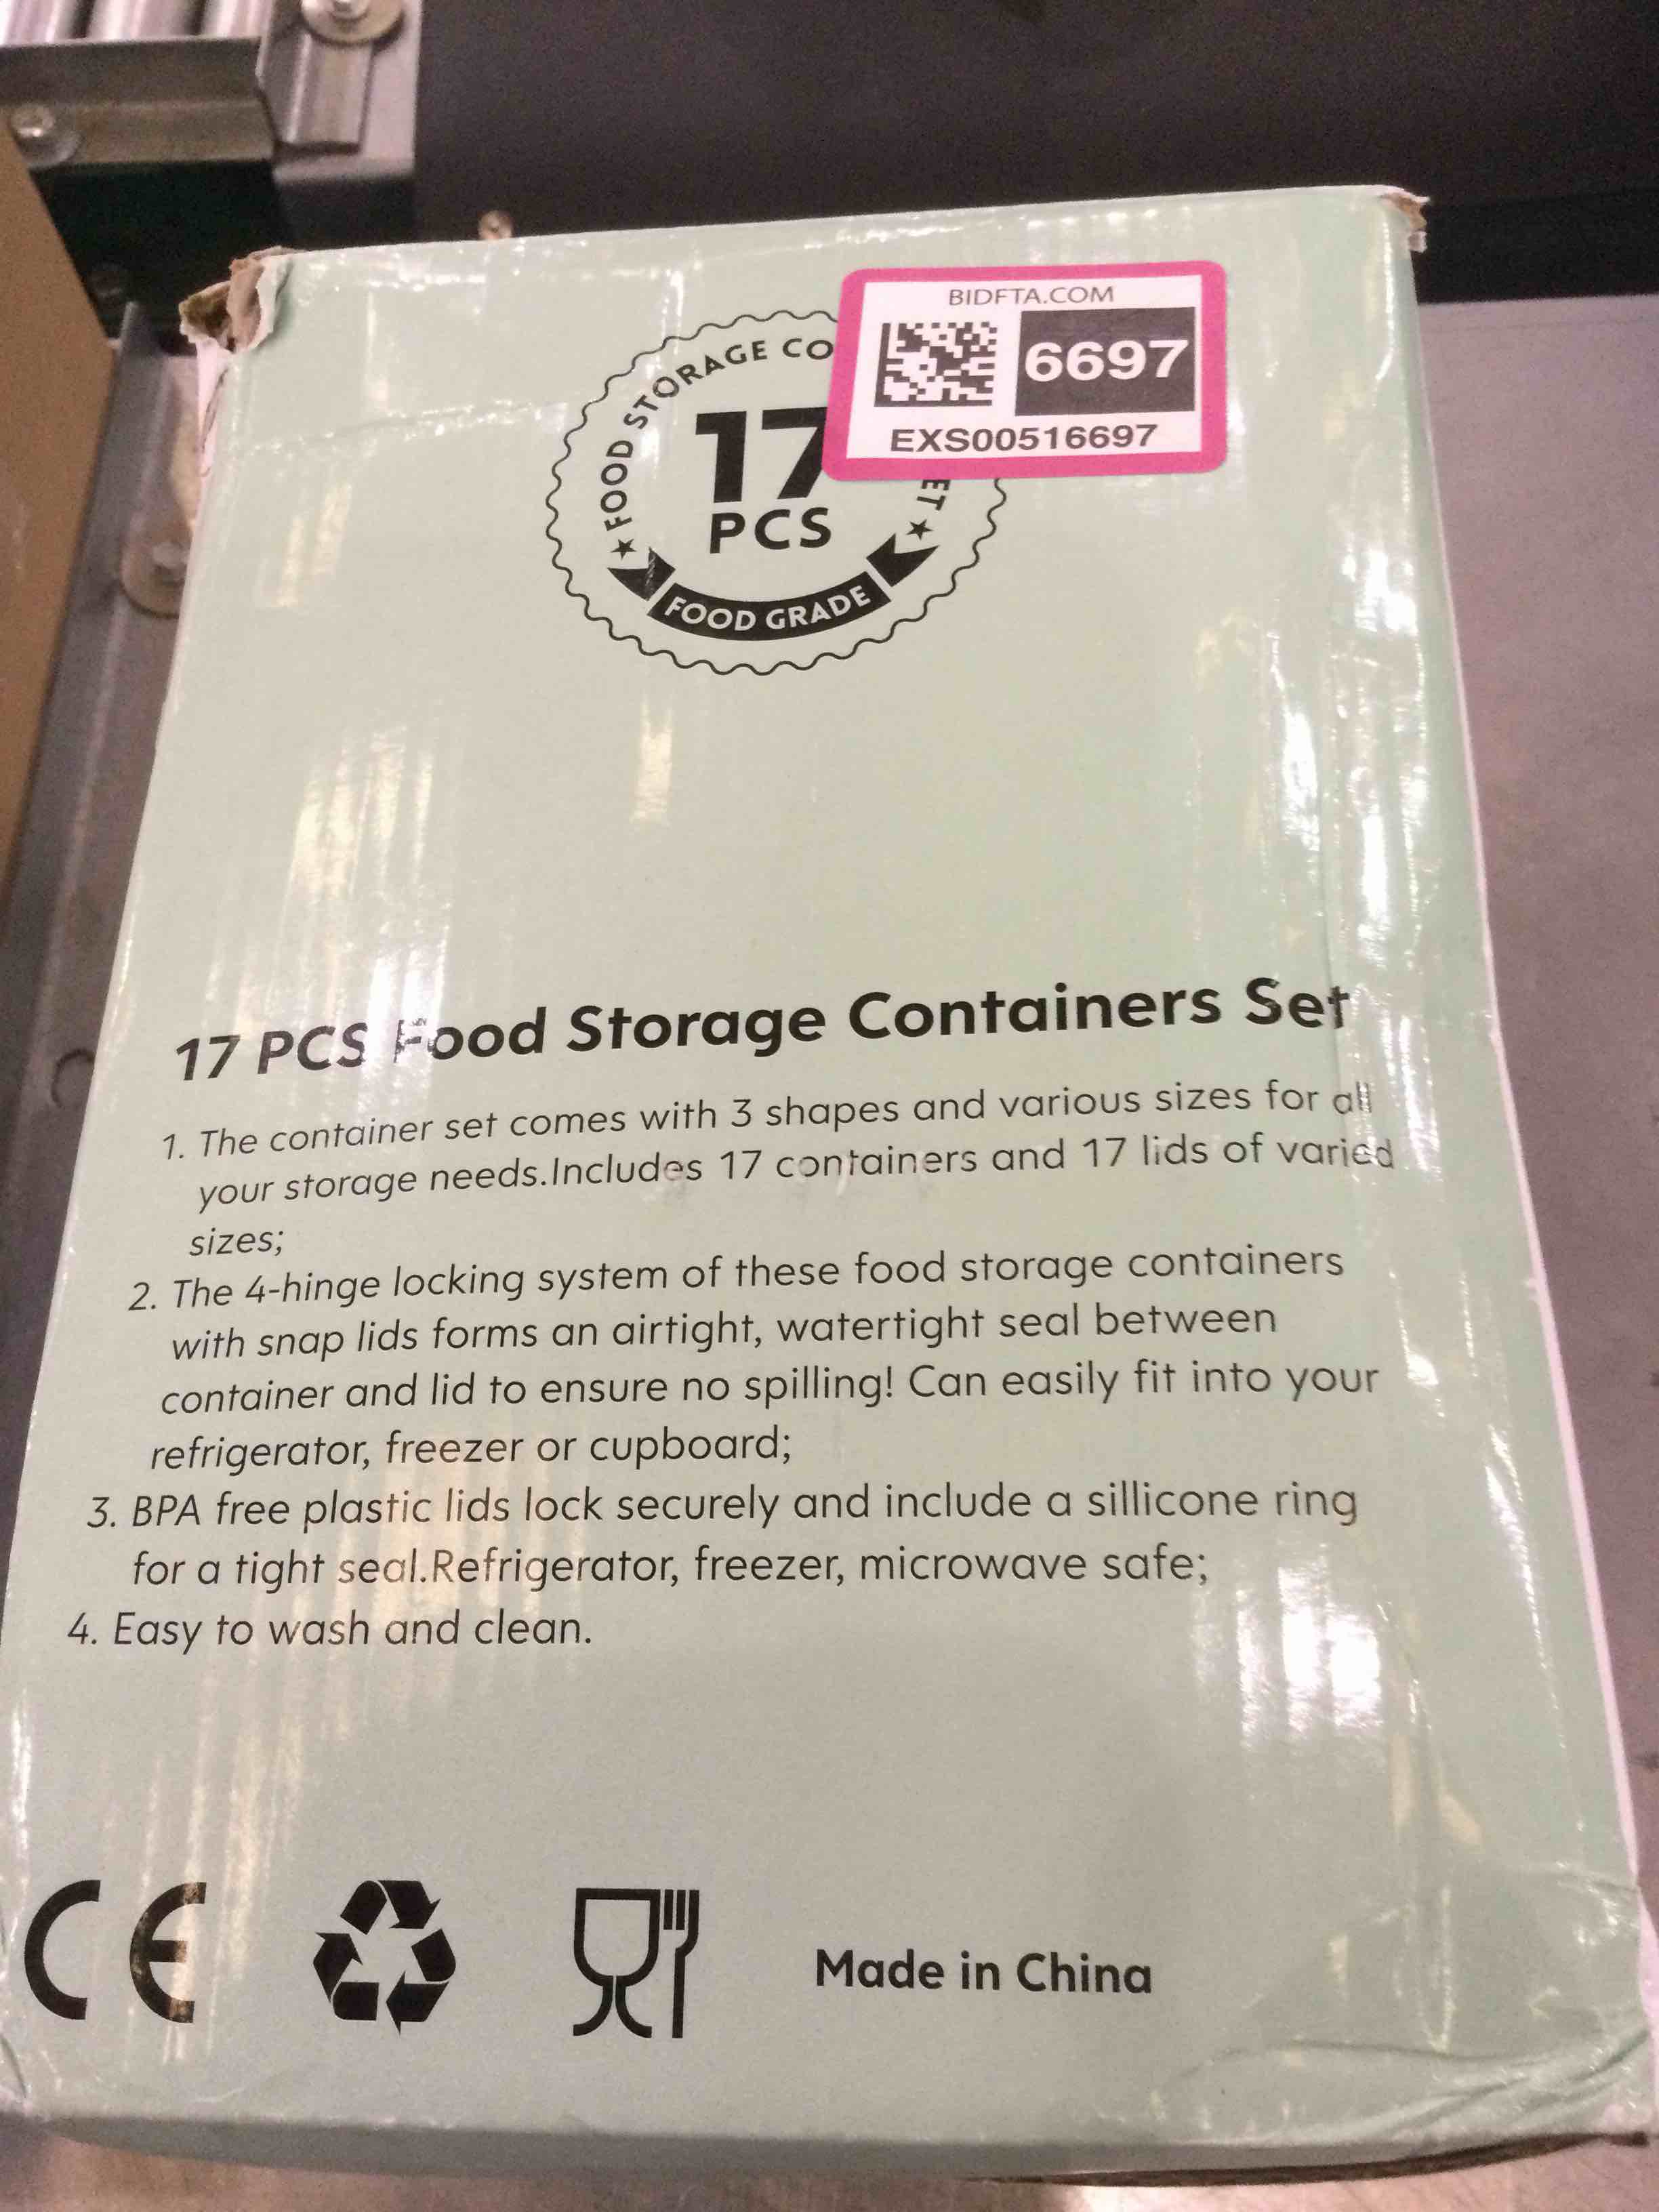 BIDFTA.COM
6697
EXS00516697
FOOD STORAGE CO
ET
17
PCS
FOOD GRADE
17 PCS Food Storage Containers Set
1. The container set comes with 3 shapes and various sizes for all
your storage needs.Includes 17 containers and 17 lids of varied
sizes;
2. The 4-hinge locking system of these food storage containers
with snap lids forms an airtight, watertight seal between
container and lid to ensure no spilling! Can easily fit into your
refrigerator, freezer or cupboard;
3. BPA free plastic lids lock securely and include a sillicone ring
for a tight seal.Refrigerator, freezer, microwave safe;
4. Easy to wash and clean.
CE
Made in China